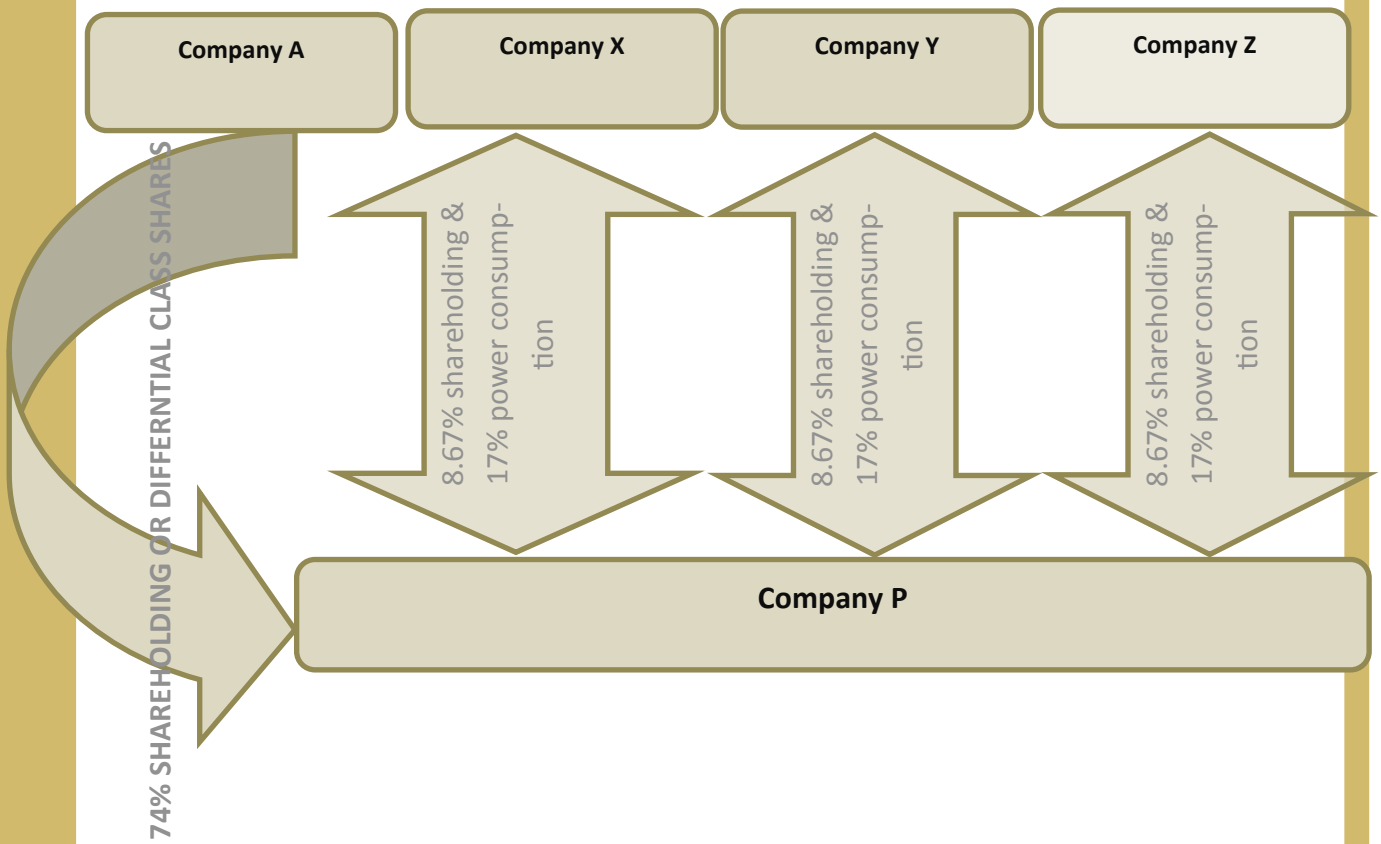 Company A
Company X
Company Y
Company Z
74% SHAREHOLDING OR DIFFERNTIAL CLASS SHARES
8.67% shareholding &
17% power consump-
tion
8.67% shareholding &
17% power consump-
tion
8.67% shareholding &
17% power consump-
tion
Company P